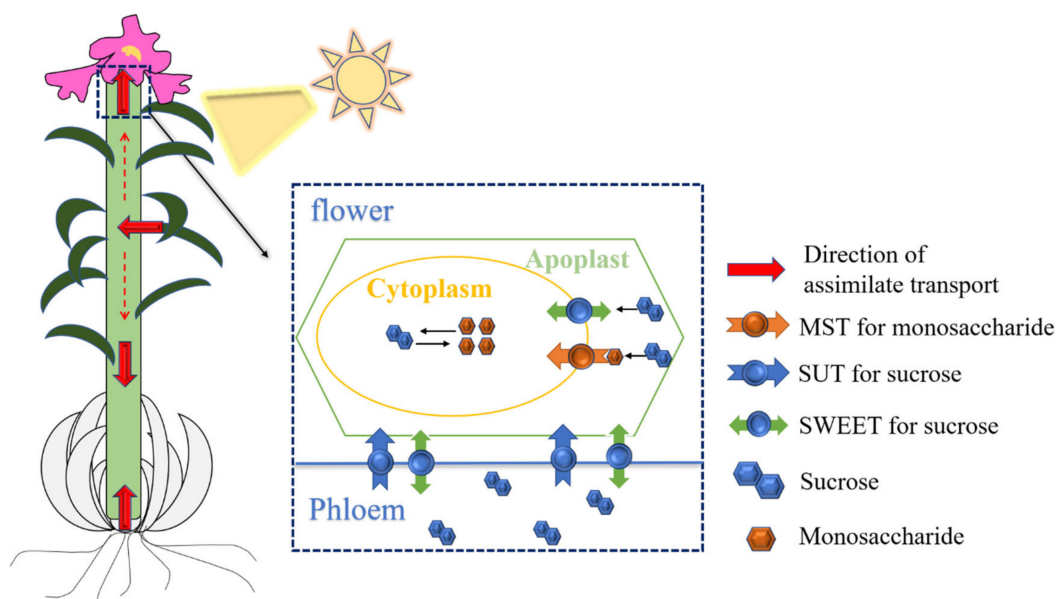 flower
Apoplast
Cytoplasm
Phloem
Direction of
assimilate transport
MST for monosaccharide
SUT for sucrose
SWEET for sucrose
Sucrose
Monosaccharide